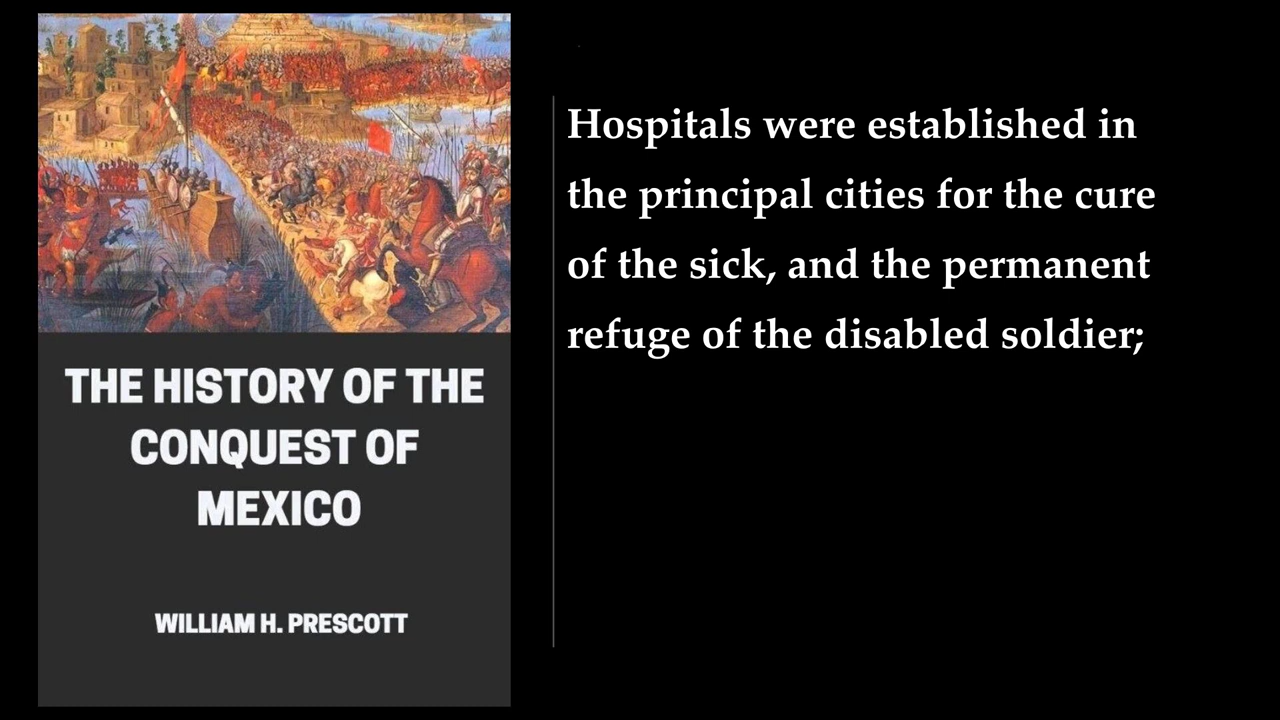 THE HISTORY OF THE
CONQUEST OF
MEXICO
WILLIAM H. PRESCOTT
Hospitals were established in
the principal cities for the cure
of the sick, and the permanent
refuge of the disabled soldier;